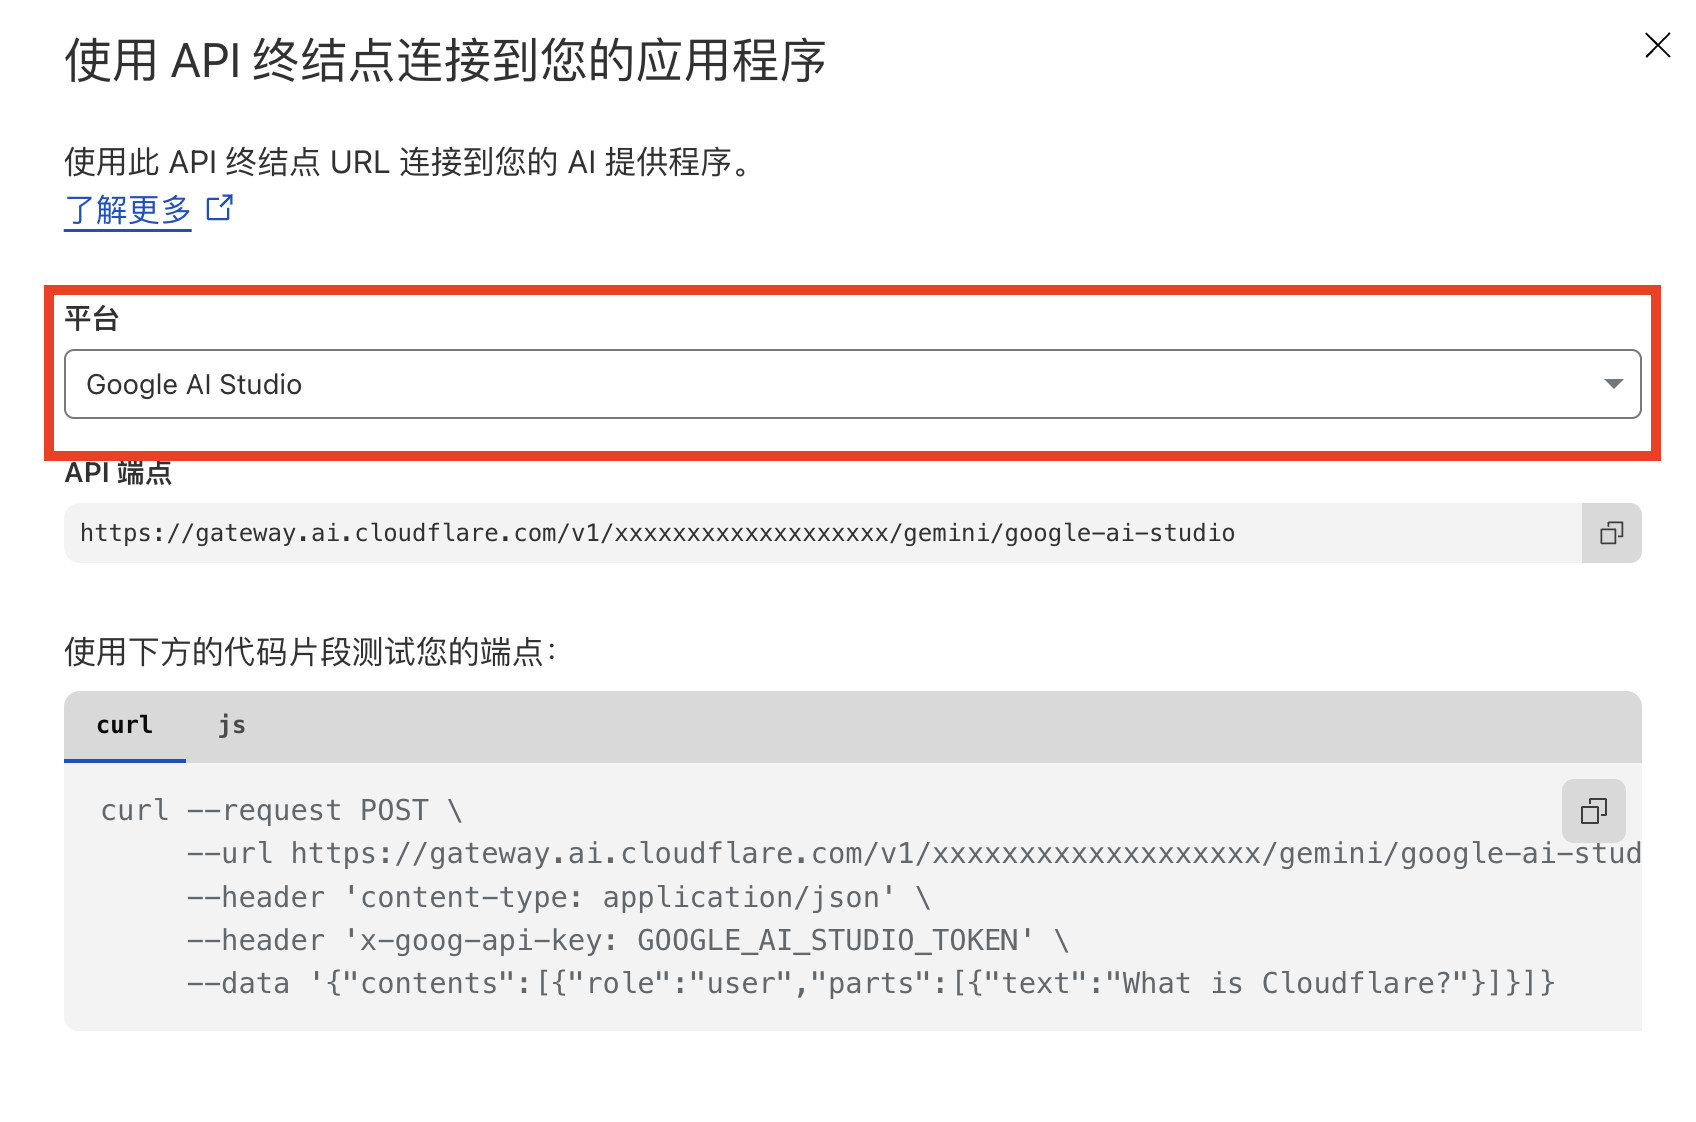 使用 API 终结点连接到您的应用程序
使用此 API 终结点 URL 连接到您的 AI 提供程序。
了解更多
平台
Google AI Studio
API 端点
https://gateway.ai.cloudflare.com/v1/xxxxxxxxxxxxxxxxxxx/gemini/google-ai-studio
使用下方的代码片段测试您的端点：
curl js
curl --request POST \
--url https://gateway.ai.cloudflare.com/v1/xxxxxxxxxxxxxxxxxxx/gemini/google-ai-stud
--header 'content-type: application/json' \
--header 'x-goog-api-key: GOOGLE_AI_STUDIO_TOKEN' \
--data '{"contents":[{"role":"user","parts":[{"text":"What is Cloudflare?"}]}]}